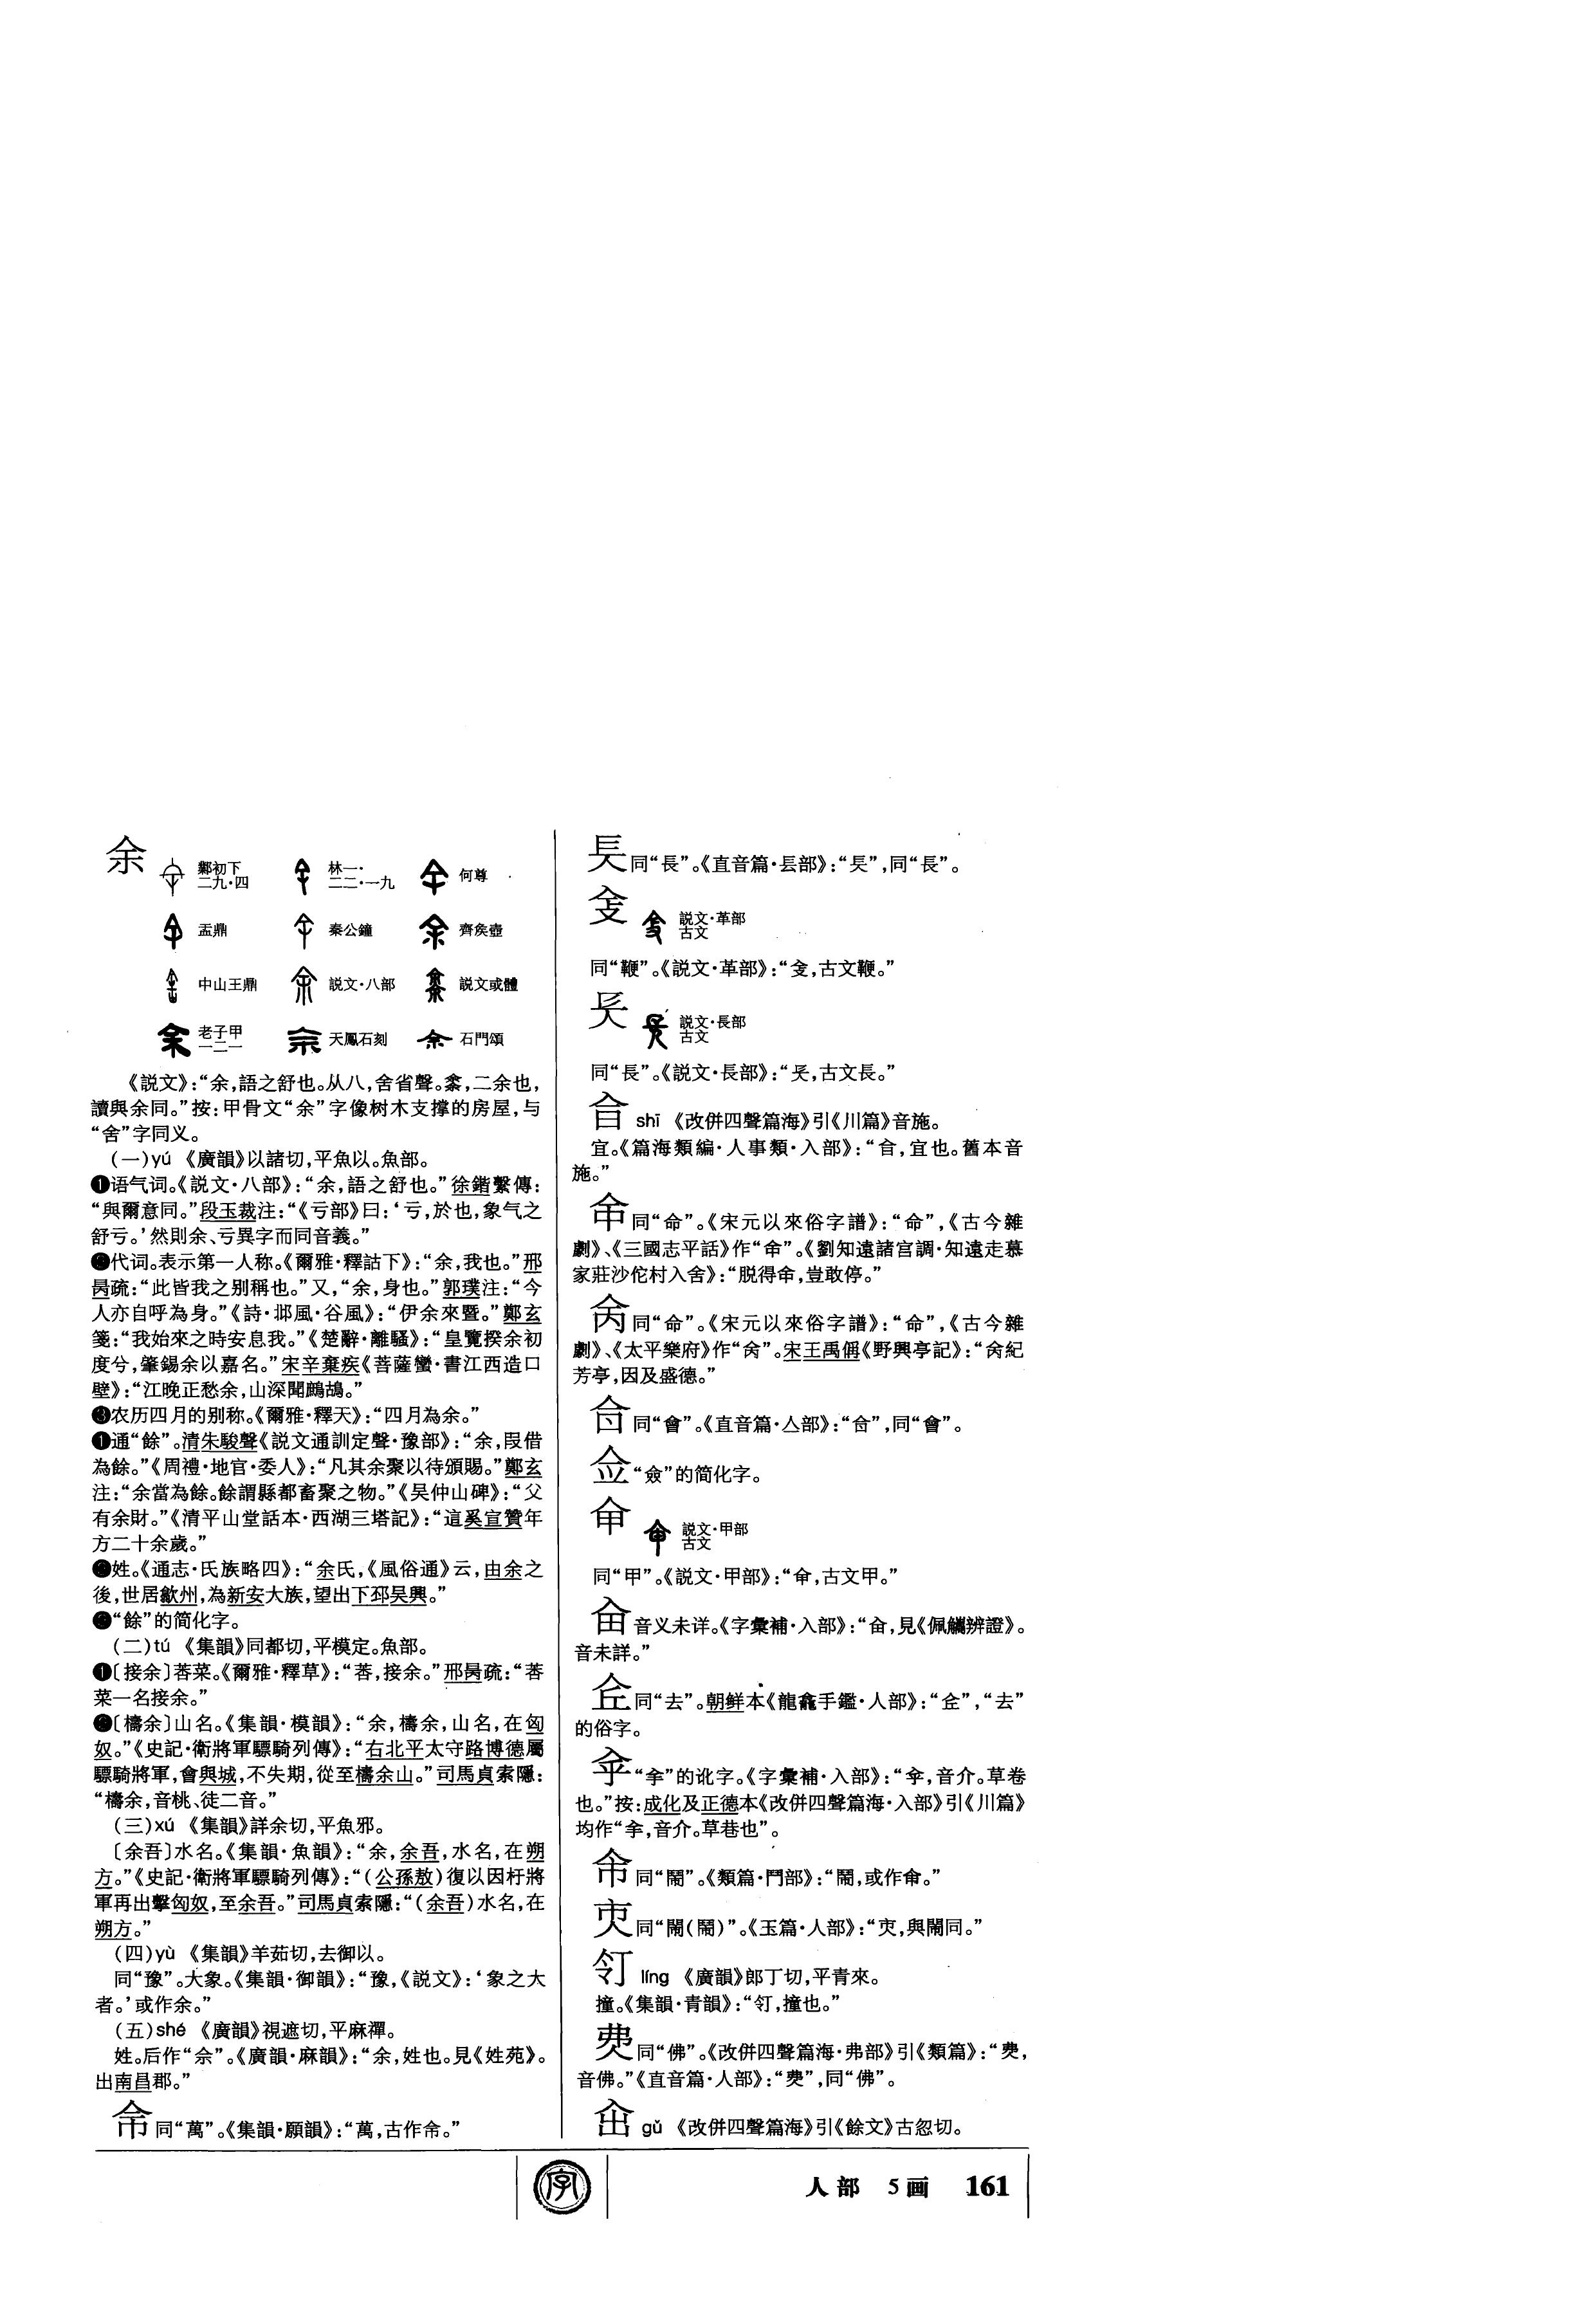 余
鄴初下
二九·四
林一·
二二·一九
何尊
盂鼎
秦公鐘
齊侯壺
中山王鼎
説文·八部
説文或體
老子甲
一二一
天鳳石刻
石門頌
《説文》：“余，語之舒也。从八，舍省聲。𠎳，二余也，
讀與余同。”按：甲骨文“余”字像树木支撑的房屋，与
“舍”字同义。
(一)yú 《廣韻》以諸切，平魚以。魚部。
❶语气词。《説文·八部》：“余，語之舒也。”徐鍇繫傳：
“與爾意同。”段玉裁注：“《亏部》曰：‘亏，於也，象气之
舒亏。’然則余、亏異字而同音義。”
❷代词。表示第一人称。《爾雅·釋詁下》：“余，我也。”邢
昺疏：“此皆我之别稱也。”又，“余，身也。”郭璞注：“今
人亦自呼為身。”《詩·邶風·谷風》：“伊余來塈。”鄭玄
箋：“我始來之時安息我。”《楚辭·離騷》：“皇覽揆余初
度兮，肇錫余以嘉名。”宋辛棄疾《菩薩蠻·書江西造口
壁》：“江晚正愁余，山深聞鷓鴣。”
❸农历四月的别称。《爾雅·釋天》：“四月為余。”
❹通“餘”。清朱駿聲《説文通訓定聲·豫部》：“余，叚借
為餘。”《周禮·地官·委人》：“凡其余聚以待頒賜。”鄭玄
注：“余當為餘。餘謂縣都畜聚之物。”《吴仲山碑》：“父
有余財。”《清平山堂話本·西湖三塔記》：“這奚宣贊年
方二十余歲。”
❺姓。《通志·氏族略四》：“余氏，《風俗通》云，由余之
後，世居歙州，為新安大族，望出下邳吴興。”
❻“餘”的简化字。
(二)tú 《集韻》同都切，平模定。魚部。
❶〔接余〕莕菜。《爾雅·釋草》：“莕，接余。”邢昺疏：“莕
菜一名接余。”
❷〔檮余〕山名。《集韻·模韻》：“余，檮余，山名，在匈
奴。”《史記·衛將軍驃騎列傳》：“右北平太守路博德屬
驃騎將軍，會與城，不失期，從至檮余山。”司馬貞索隱：
“檮余，音桃、徒二音。”
(三)xú 《集韻》詳余切，平魚邪。
〔余吾〕水名。《集韻·魚韻》：“余，余吾，水名，在朔
方。”《史記·衛將軍驃騎列傳》：“(公孫敖)復以因杅將
軍再出擊匈奴，至余吾。”司馬貞索隱：“(余吾)水名，在
朔方。”
(四)yù 《集韻》羊茹切，去御以。
同“豫”。大象。《集韻·御韻》：“豫，《説文》：‘象之大
者。’或作余。”
(五)shé 《廣韻》視遮切，平麻禪。
姓。后作“佘”。《廣韻·麻韻》：“余，姓也。見《姓苑》。
出南昌郡。”
同“萬”。《集韻·願韻》：“萬，古作。”
镸同“長”。《直音篇·镸部》：“”，同“長”。
𠓥
説文·革部
古文
同“鞭”。《説文·革部》：“𠓥，古文鞭。”
説文·長部
古文
同“長”。《説文·長部》：“，古文長。”
shī 《改併四聲篇海》引《川篇》音施。
宜。《篇海類編·人事類·入部》：“，宜也。舊本音
施。”
同“命”。《宋元以來俗字譜》：“命”，《古今雜
劇》、《三國志平話》作“”。《劉知遠諸宫調·知遠走慕
家莊沙佗村入舍》：“脱得，豈敢停。”
同“命”。《宋元以來俗字譜》：“命”，《古今雜
劇》、《太平樂府》作“”。宋王禹偁《野興亭記》：“紀
芳亭，因及盛德。”
同“會”。《直音篇·亼部》：“”，同“會”。
“僉”的简化字。
説文·甲部
古文
同“甲”。《説文·甲部》：“，古文甲。”
音义未详。《字彙補·入部》：“，見《佩觿辨證》。
音未詳。”
同“去”。朝鲜本《龍龕手鑑·人部》：“”，“去”
的俗字。
“”的讹字。《字彙補·入部》：“，音介。草卷
也。”按：成化及正德本《改併四聲篇海·入部》引《川篇》
均作“，音介。草巷也”。
同“鬧”。《類篇·鬥部》：“鬧，或作。”
同“閙(鬧)”。《玉篇·人部》：“，與閙同。”
líng 《廣韻》郎丁切，平青來。
撞。《集韻·青韻》：“，撞也。”
同“佛”。《改併四聲篇海·弗部》引《類篇》：“，
音佛。”《直音篇·人部》：“”，同“佛”。
gǔ 《改併四聲篇海》引《餘文》古忽切。
字
人部 5画 161